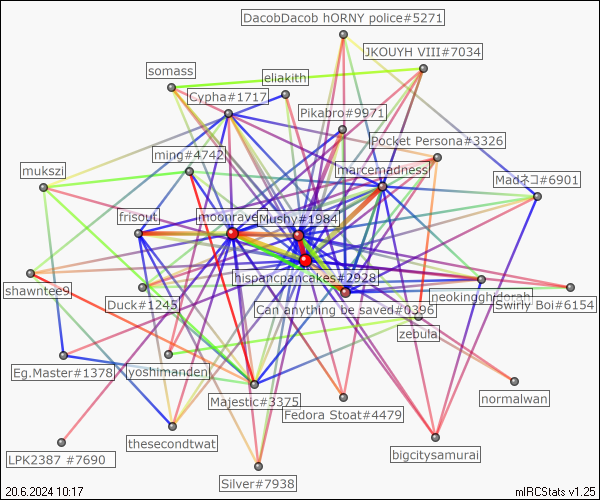 DacobDacob hORNY police#5271
JKOUYH VIII#7034
somass
eliakith
Cypha#1717
Pikabro#9971
Pocket Persona#3326
ming#4742
mukszi
marcemadness
Madネコ#6901
frisout
moonrave
Mushy#1984
hispancpancakes#2928
shawntee9
Duck#1245
neokingghidorah
Swirly Boi#6154
Can anything be saved#0396
zebula
Eg.Master#1378
yoshimanden
Majestic#3375
normalwan
Fedora Stoat#4479
thesecondtwat
bigcitysamurai
LPK2387 #7690
Silver#7938
20.6.2024 10:17
mIRCStats v1.25